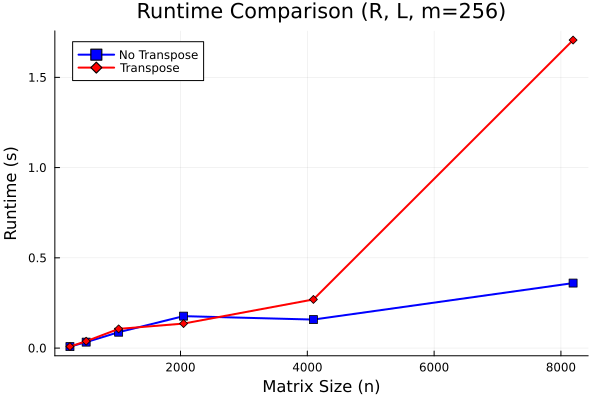 Runtime Comparison (R, L, m=256)
No Transpose
Transpose
Runtime (s)
1.5
1.0
0.5
0.0
2000 4000 6000 8000
Matrix Size (n)